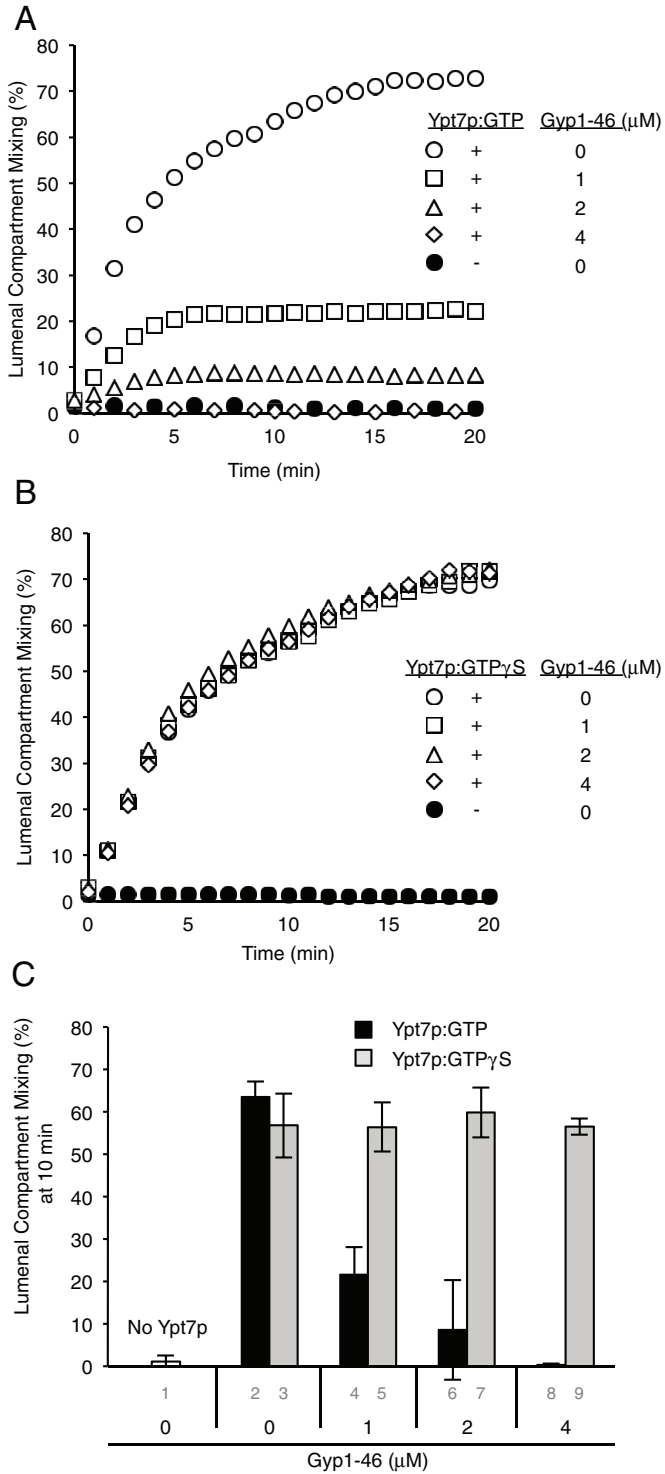 A
Lumenal Compartment Mixing (%)
80
70
60
50
40
30
20
10
0
0 5 10 15 20
Time (min)
Ypt7p:GTP Gyp1-46 (μM)
+ 0
+ 1
+ 2
+ 4
- 0
B
Lumenal Compartment Mixing (%)
80
70
60
50
40
30
20
10
0
0 5 10 15 20
Time (min)
Ypt7p:GTPγS Gyp1-46 (μM)
+ 0
+ 1
+ 2
+ 4
- 0
C
Lumenal Compartment Mixing (%)
at 10 min
80
70
60
50
40
30
20
10
0
Ypt7p:GTP
Ypt7p:GTPγS
No Ypt7p
1 2 3 4 5 6 7 8 9
0 0 1 2 4
Gyp1-46 (μM)